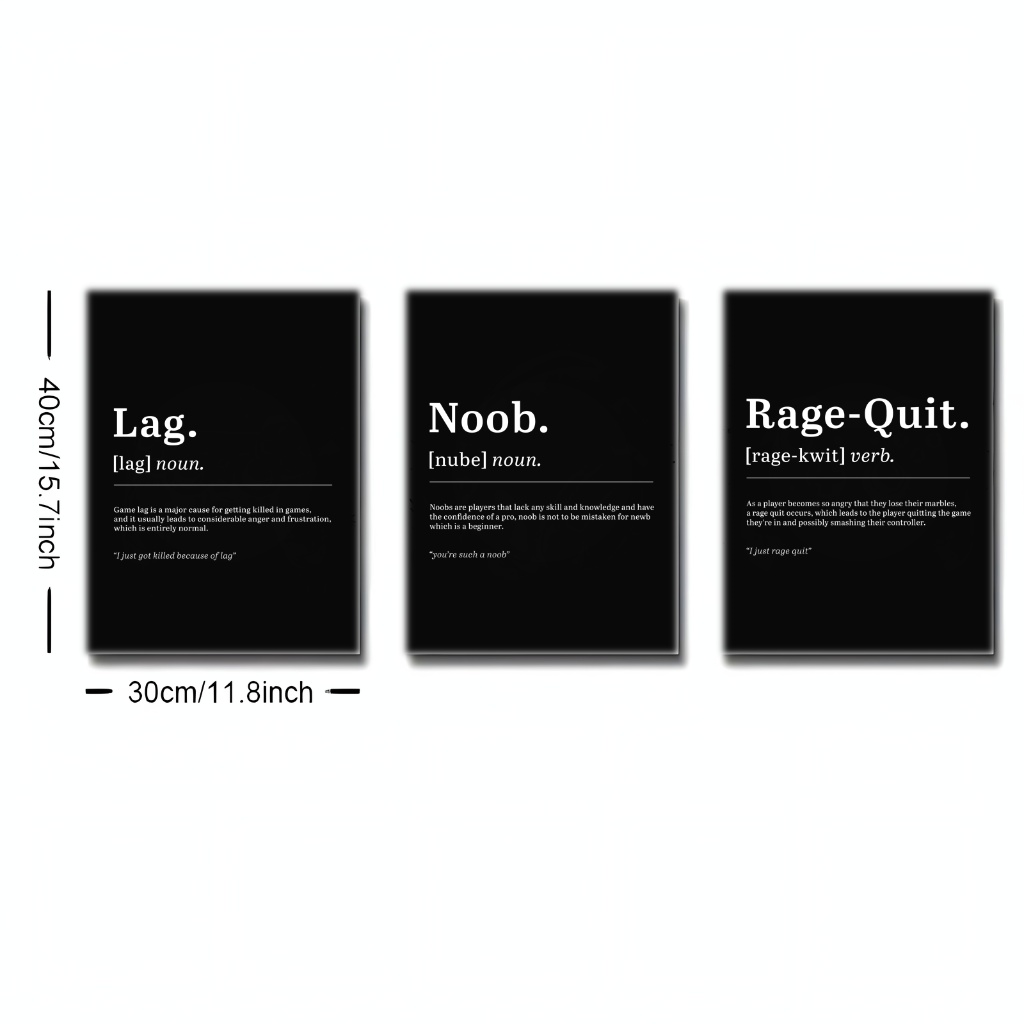 40cm/15.7inch
Lag.
[lag] noun.
Game lag is a major cause for getting killed in games,
and it usually leads to considerable anger and frustration,
which is entirely normal.
"I just got killed because of lag"
30cm/11.8inch
Noob.
[nube] noun.
Noobs are players that lack any skill and knowledge and have
the confidence of a pro, noob is not to be mistaken for newb
which is a beginner.
"you're such a noob"
Rage-Quit.
[rage-kwit] verb.
As a player becomes so angry that they lose their marbles,
a rage quit occurs, which leads to the player quitting the game
they're in and possibly smashing their controller.
"I just rage quit"